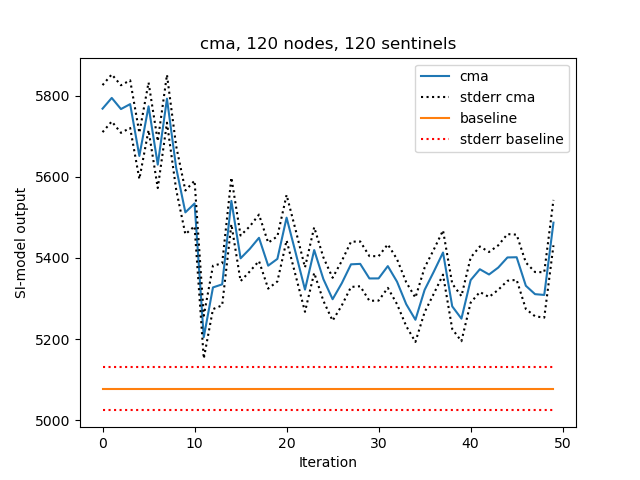 cma, 120 nodes, 120 sentinels
cma
stderr cma
baseline
stderr baseline
SI-model output
5800
5600
5400
5200
5000
0 10 20 30 40 50
Iteration